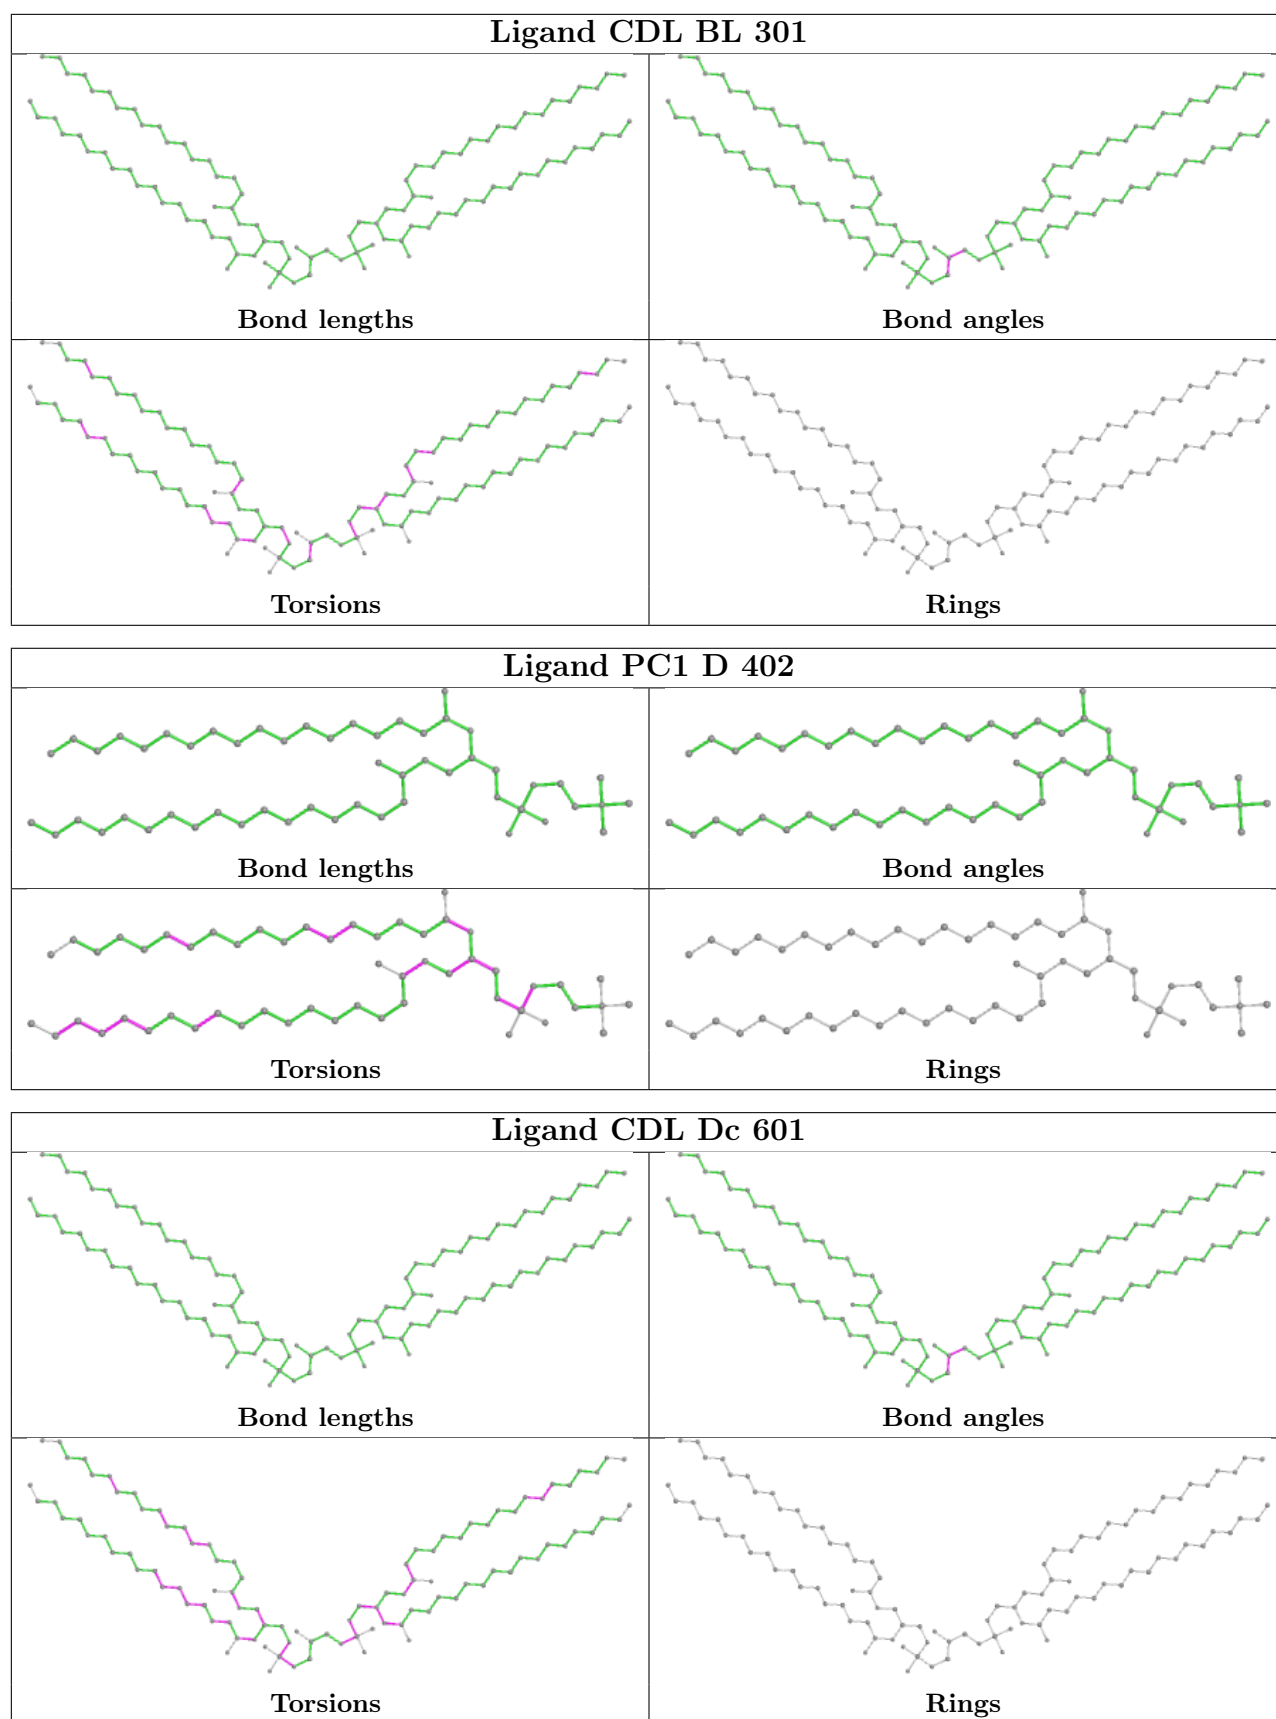 Ligand CDL BL 301
Bond lengths
Bond angles
Torsions
Rings
Ligand PC1 D 402
Bond lengths
Bond angles
Torsions
Rings
Ligand CDL Dc 601
Bond lengths
Bond angles
Torsions
Rings